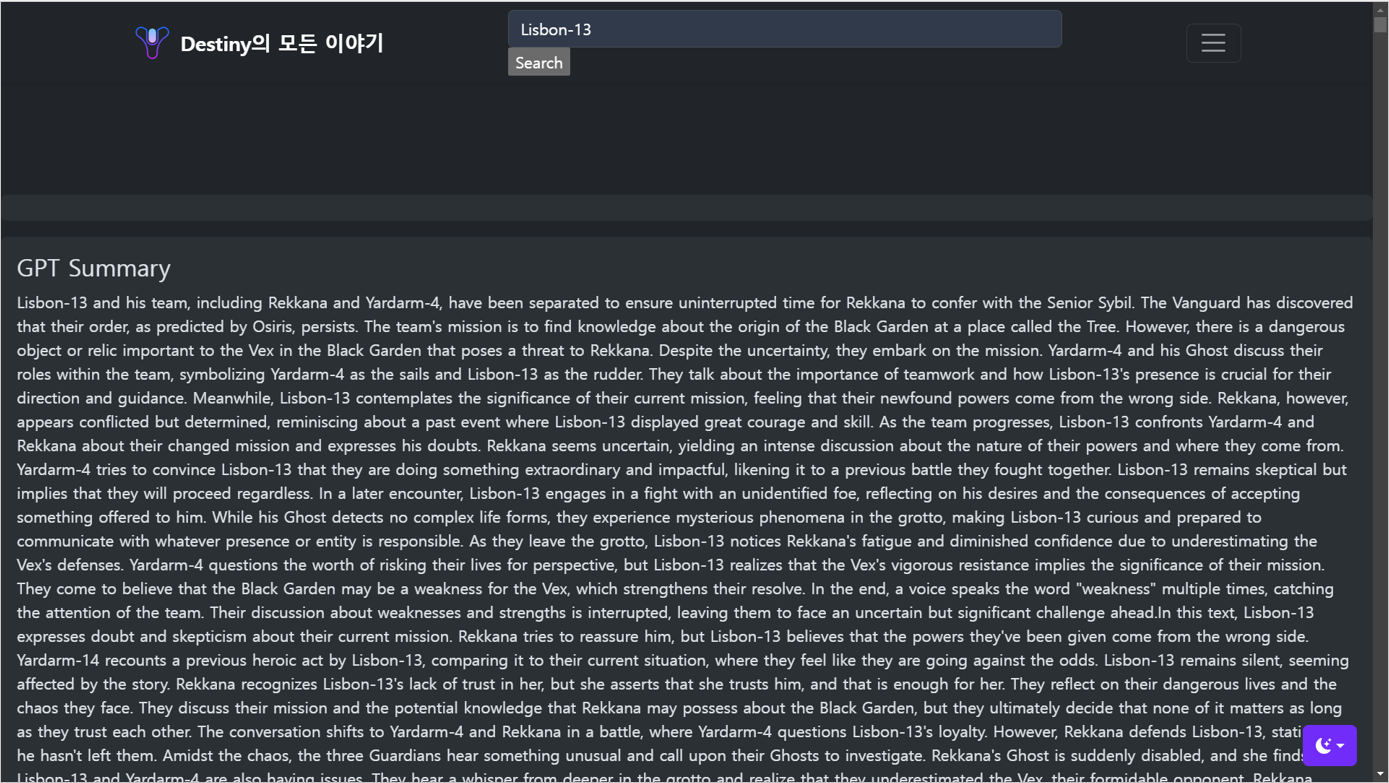 Destiny의 모든 이야기
Lisbon-13
Search
GPT Summary
Lisbon-13 and his team, including Rekkana and Yardarm-4, have been separated to ensure uninterrupted time for Rekkana to confer with the Senior Sybil. The Vanguard has discovered
that their order, as predicted by Osiris, persists. The team's mission is to find knowledge about the origin of the Black Garden at a place called the Tree. However, there is a dangerous
object or relic important to the Vex in the Black Garden that poses a threat to Rekkana. Despite the uncertainty, they embark on the mission. Yardarm-4 and his Ghost discuss their
roles within the team, symbolizing Yardarm-4 as the sails and Lisbon-13 as the rudder. They talk about the importance of teamwork and how Lisbon-13's presence is crucial for their
direction and guidance. Meanwhile, Lisbon-13 contemplates the significance of their current mission, feeling that their newfound powers come from the wrong side. Rekkana, however,
appears conflicted but determined, reminiscing about a past event where Lisbon-13 displayed great courage and skill. As the team progresses, Lisbon-13 confronts Yardarm-4 and
Rekkana about their changed mission and expresses his doubts. Rekkana seems uncertain, yielding an intense discussion about the nature of their powers and where they come from.
Yardarm-4 tries to convince Lisbon-13 that they are doing something extraordinary and impactful, likening it to a previous battle they fought together. Lisbon-13 remains skeptical but
implies that they will proceed regardless. In a later encounter, Lisbon-13 engages in a fight with an unidentified foe, reflecting on his desires and the consequences of accepting
something offered to him. While his Ghost detects no complex life forms, they experience mysterious phenomena in the grotto, making Lisbon-13 curious and prepared to
communicate with whatever presence or entity is responsible. As they leave the grotto, Lisbon-13 notices Rekkana's fatigue and diminished confidence due to underestimating the
Vex's defenses. Yardarm-4 questions the worth of risking their lives for perspective, but Lisbon-13 realizes that the Vex's vigorous resistance implies the significance of their mission.
They come to believe that the Black Garden may be a weakness for the Vex, which strengthens their resolve. In the end, a voice speaks the word "weakness" multiple times, catching
the attention of the team. Their discussion about weaknesses and strengths is interrupted, leaving them to face an uncertain but significant challenge ahead.In this text, Lisbon-13
expresses doubt and skepticism about their current mission. Rekkana tries to reassure him, but Lisbon-13 believes that the powers they've been given come from the wrong side.
Yardarm-14 recounts a previous heroic act by Lisbon-13, comparing it to their current situation, where they feel like they are going against the odds. Lisbon-13 remains silent, seeming
affected by the story. Rekkana recognizes Lisbon-13's lack of trust in her, but she asserts that she trusts him, and that is enough for her. They reflect on their dangerous lives and the
chaos they face. They discuss their mission and the potential knowledge that Rekkana may possess about the Black Garden, but they ultimately decide that none of it matters as long
as they trust each other. The conversation shifts to Yardarm-4 and Rekkana in a battle, where Yardarm-4 questions Lisbon-13's loyalty. However, Rekkana defends Lisbon-13,
he hasn't left them. Amidst the chaos, the three Guardians hear something unusual and call upon their Ghosts to investigate. Rekkana's Ghost is suddenly disabled, and she
Lisbon-13 and Yardarm-4 are also having issues. They hear a whisper from deeper in the grotto and realize that they underestimated the Vex, their formidable opponent. Rekkana